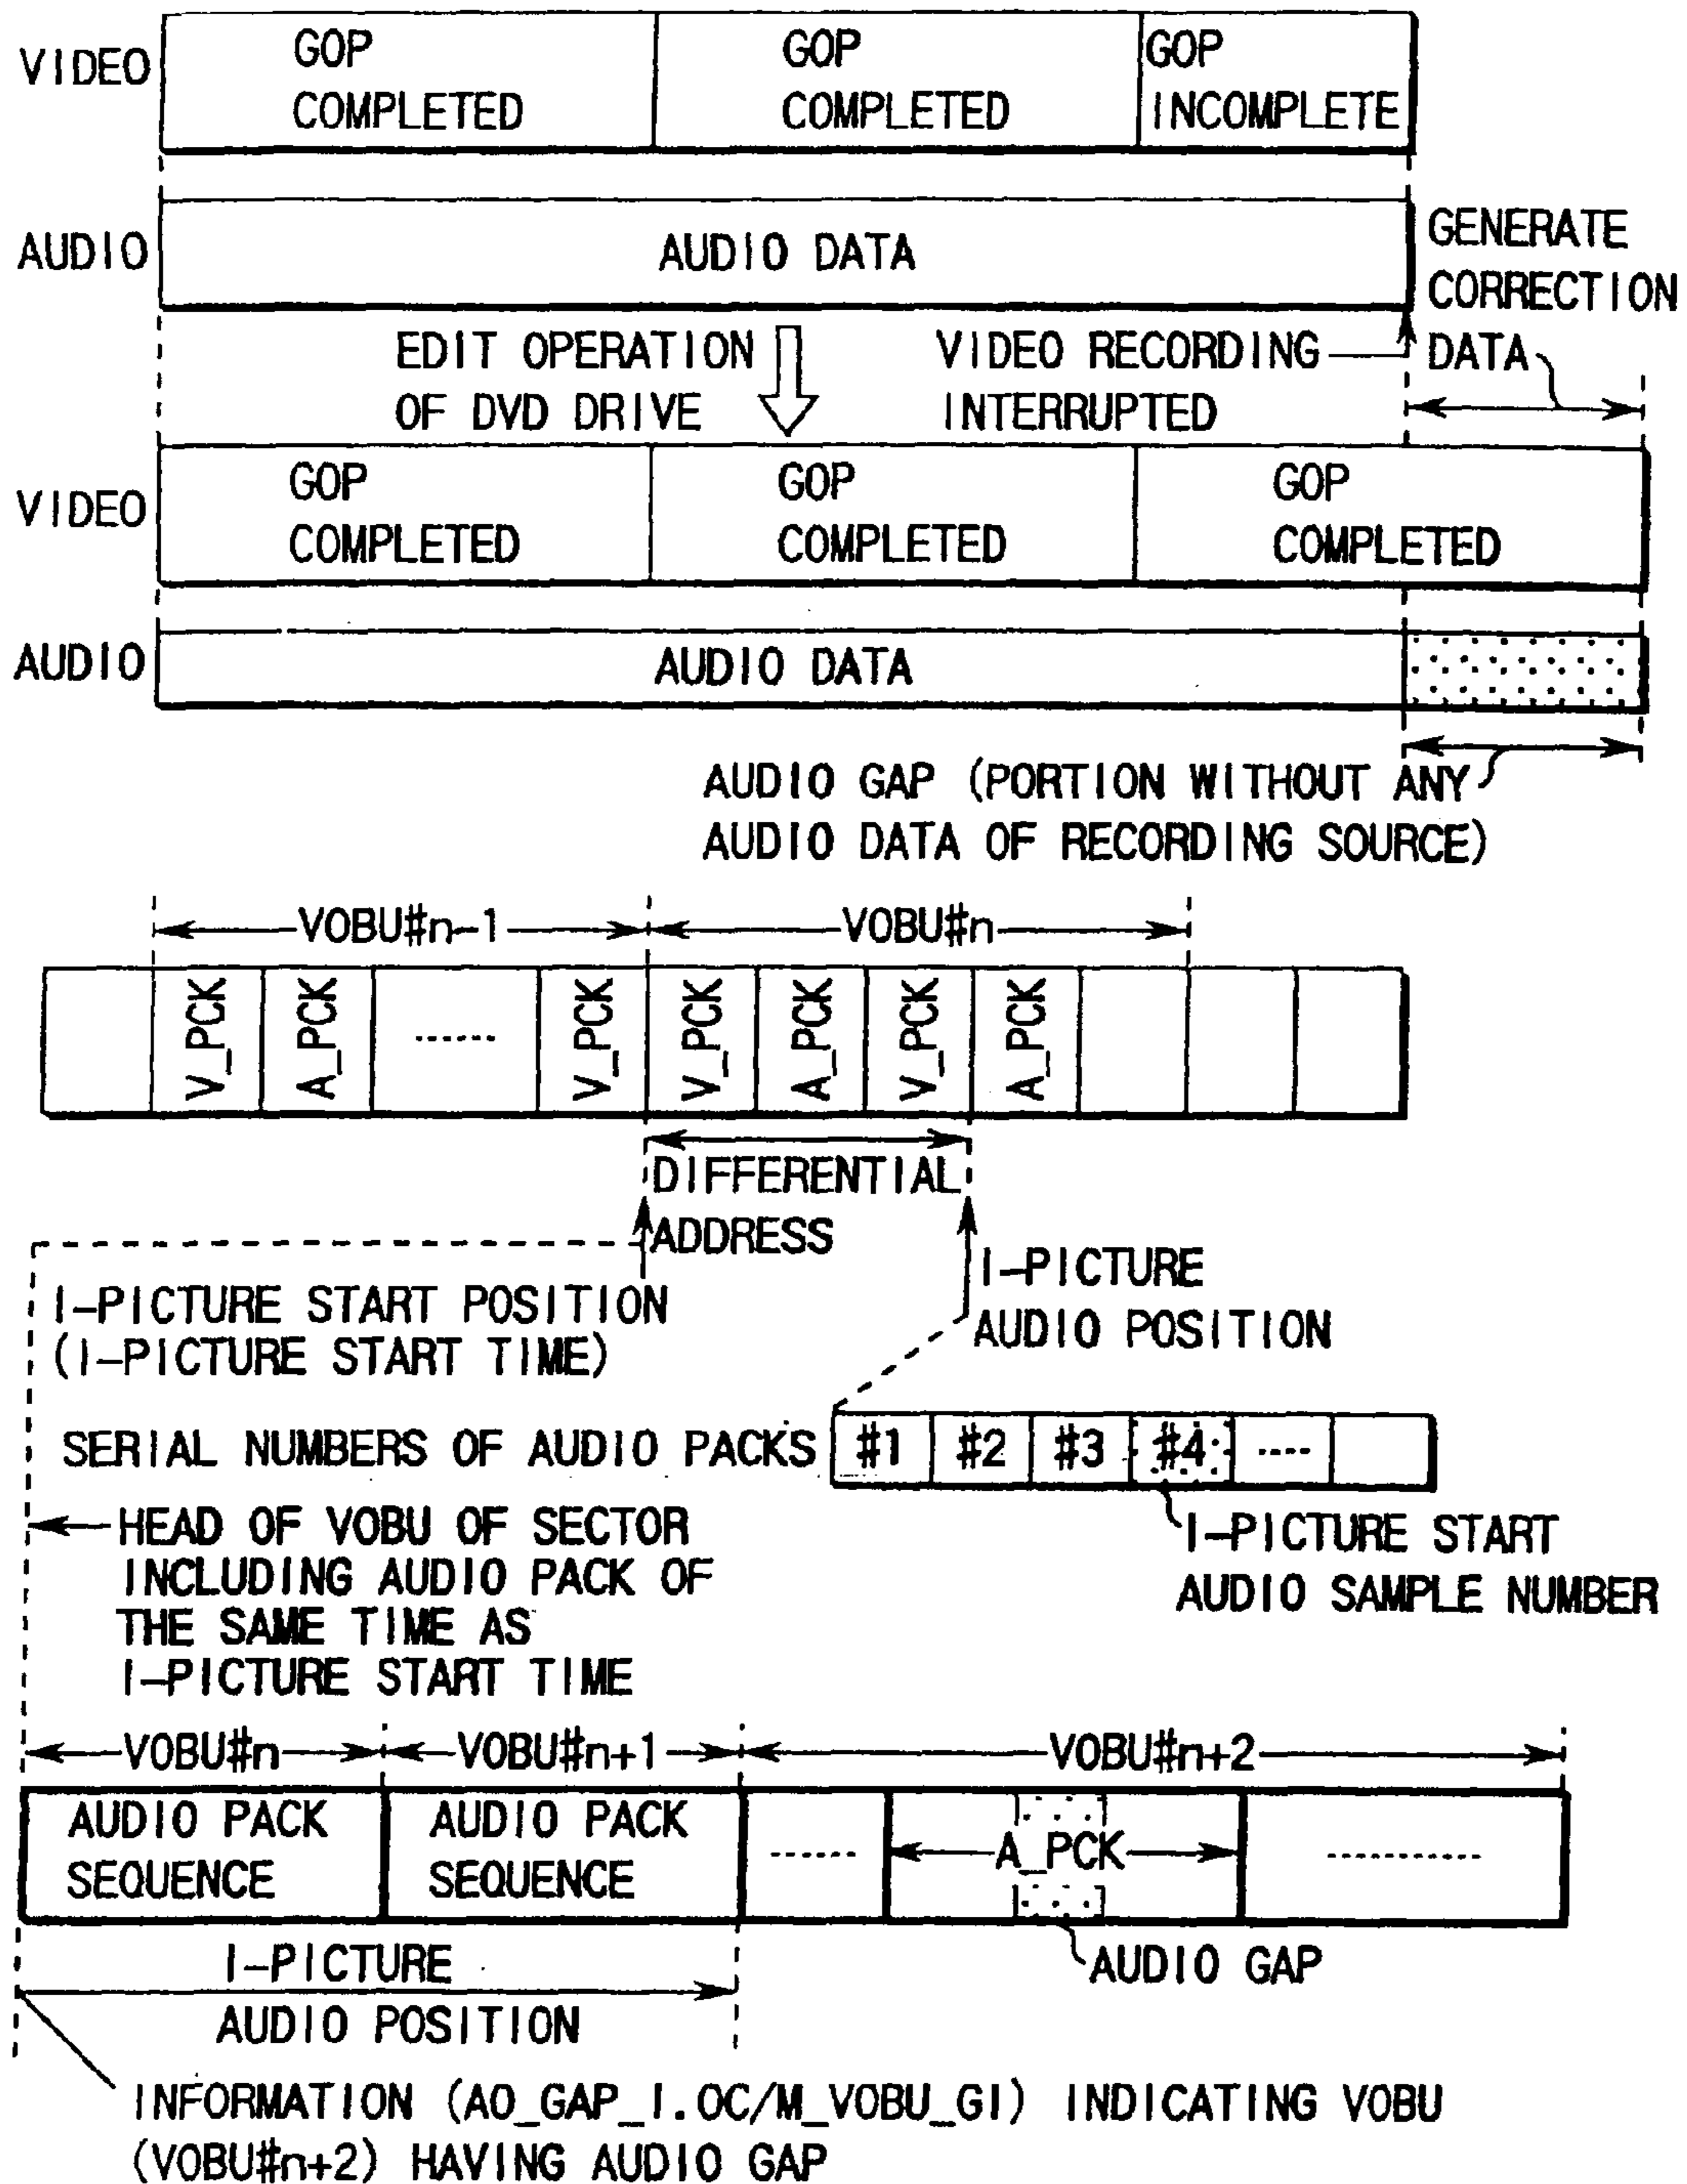 VIDEO
GOP
COMPLETED
GOP
COMPLETED
GOP
INCOMPLETE
AUDIO
AUDIO DATA
GENERATE
CORRECTION
DATA
EDIT OPERATION
OF DVD DRIVE
VIDEO RECORDING
INTERRUPTED
VIDEO
GOP
COMPLETED
GOP
COMPLETED
GOP
COMPLETED
AUDIO
AUDIO DATA
AUDIO GAP (PORTION WITHOUT ANY
AUDIO DATA OF RECORDING SOURCE)
VOBU#n-1
VOBU#n
V_PCK
A_PCK
V_PCK
V_PCK
A_PCK
V_PCK
A_PCK
DIFFERENTIAL
ADDRESS
I-PICTURE START POSITION
(I-PICTURE START TIME)
I-PICTURE
AUDIO POSITION
SERIAL NUMBERS OF AUDIO PACKS
#1
#2
#3
#4
I-PICTURE START
AUDIO SAMPLE NUMBER
HEAD OF VOBU OF SECTOR
INCLUDING AUDIO PACK OF
THE SAME TIME AS
I-PICTURE START TIME
VOBU#n
VOBU#n+1
VOBU#n+2
AUDIO PACK
SEQUENCE
AUDIO PACK
SEQUENCE
A_PCK
AUDIO GAP
I-PICTURE
AUDIO POSITION
INFORMATION (A0_GAP_I.OC/M_VOBU_GI) INDICATING VOBU
(VOBU#n+2) HAVING AUDIO GAP